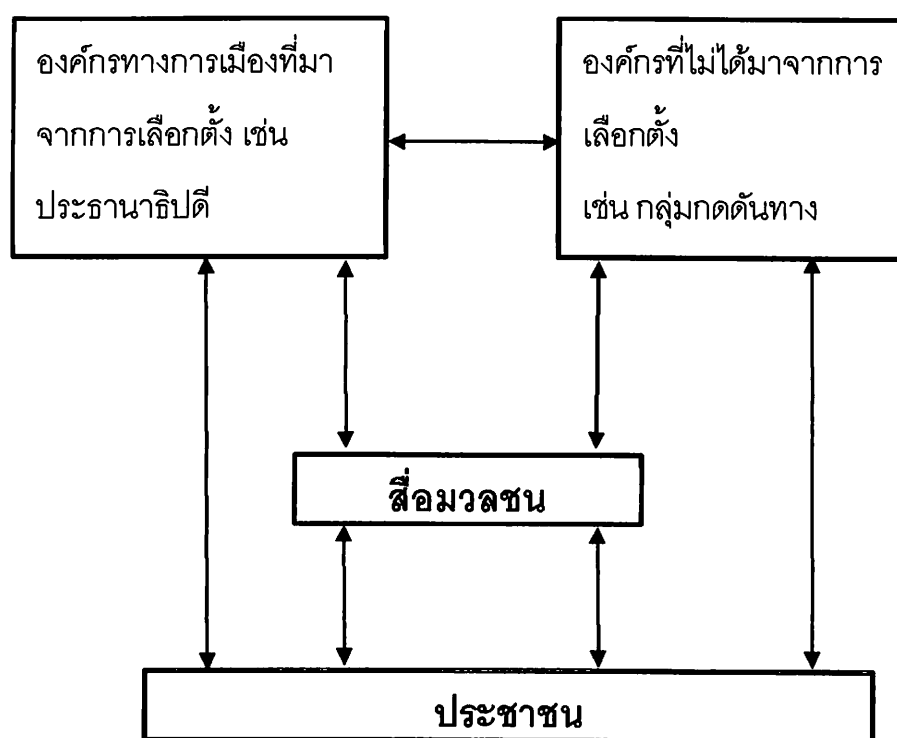 องค์กรทางการเมืองที่มา
จากการเลือกตั้ง เช่น
ประธานาธิปดี
องค์กรที่ไม่ได้มาจากการ
เลือกตั้ง
เช่น กลุ่มกดดันทาง
สื่อมวลชน
ประชาชน